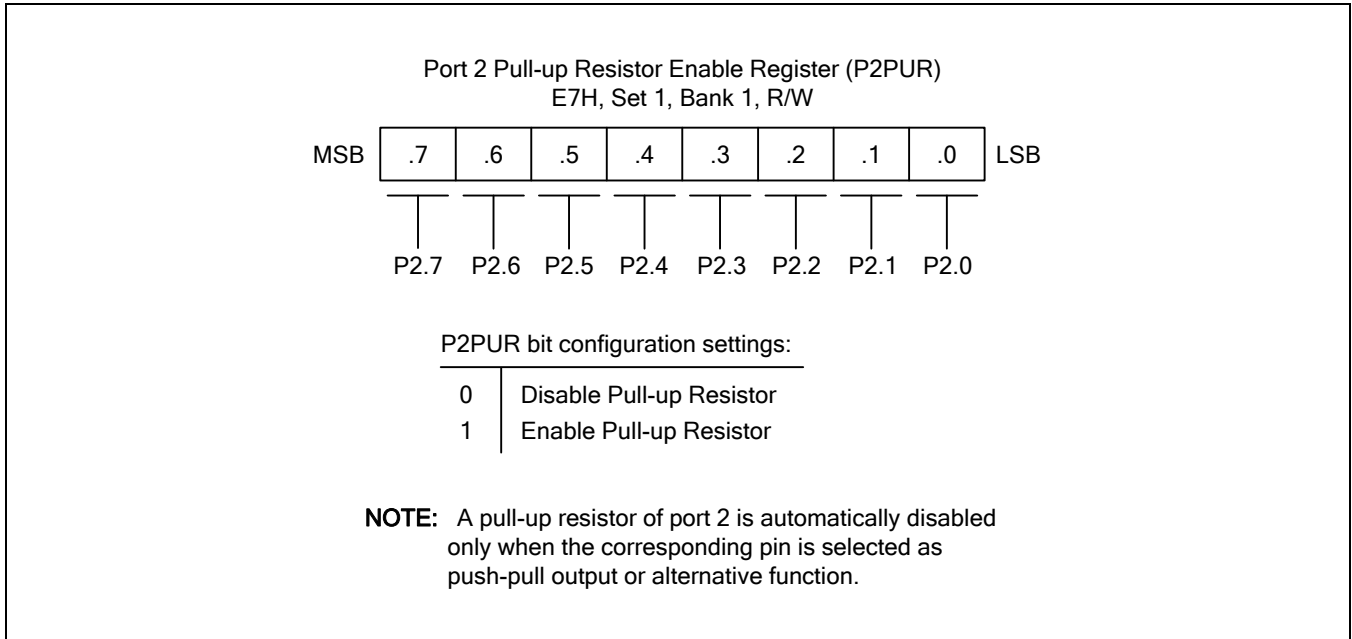 Port 2 Pull-up Resistor Enable Register (P2PUR)
E7H, Set 1, Bank 1, R/W
MSB .7 .6 .5 .4 .3 .2 .1 .0 LSB
P2.7 P2.6 P2.5 P2.4 P2.3 P2.2 P2.1 P2.0
P2PUR bit configuration settings:
0 Disable Pull-up Resistor
1 Enable Pull-up Resistor
NOTE: A pull-up resistor of port 2 is automatically disabled
only when the corresponding pin is selected as
push-pull output or alternative function.